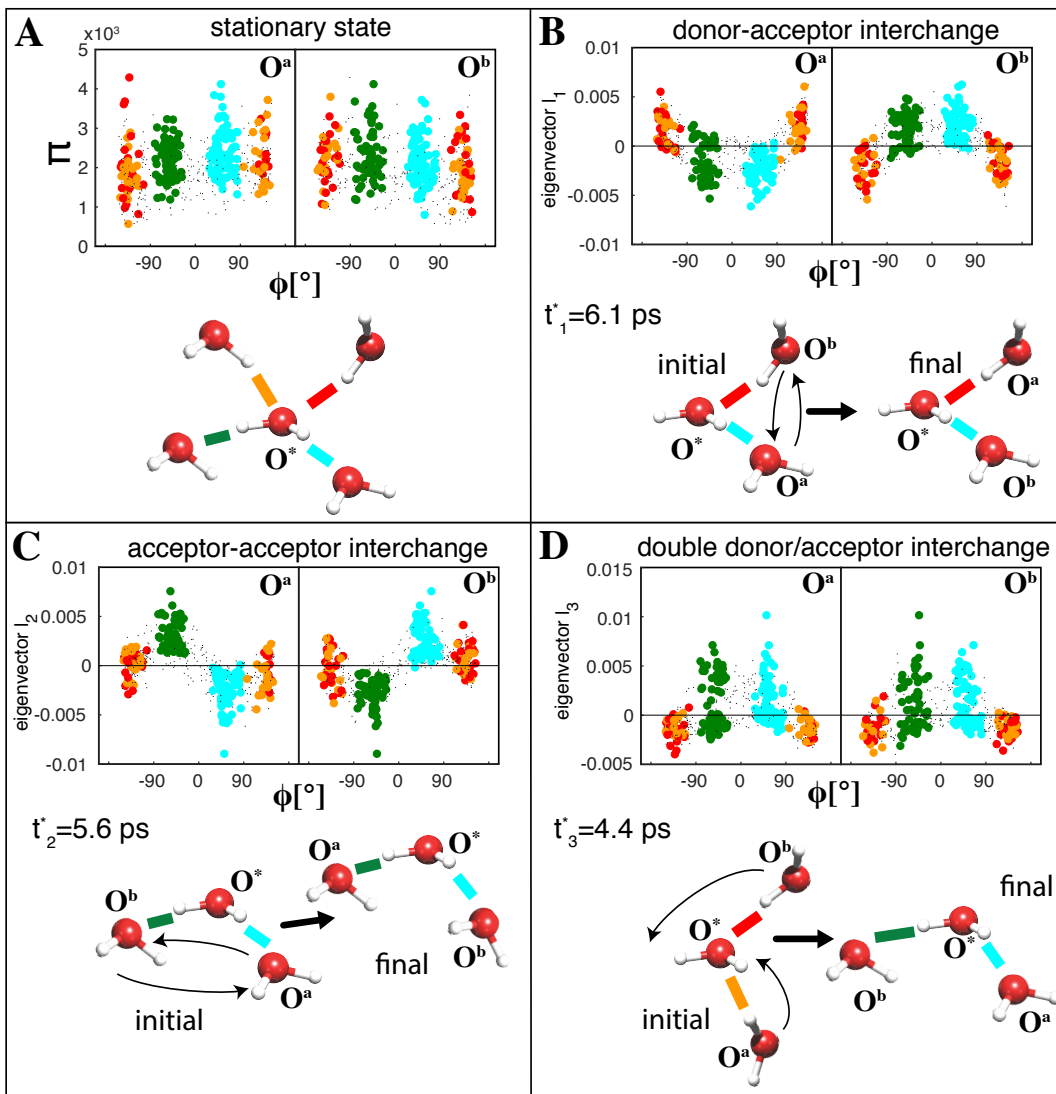 A
stationary state
x10³
Oᵃ
Oᵇ
π
5
4
3
2
1
0
-90 0 90
-90 0 90
ϕ[°]
O*
B
donor-acceptor interchange
Oᵃ
Oᵇ
eigenvector l₁
0.01
0.005
0
-0.005
-0.01
-90 0 90
-90 0 90
ϕ[°]
t*₁=6.1 ps
initial
Oᵇ
O*
Oᵃ
final
Oᵃ
O*
Oᵇ
C
acceptor-acceptor interchange
Oᵃ
Oᵇ
eigenvector l₂
0.01
0.005
0
-0.005
-0.01
-90 0 90
-90 0 90
ϕ[°]
t*₂=5.6 ps
Oᵇ
O*
Oᵃ
initial
Oᵃ
O*
Oᵇ
final
D
double donor/acceptor interchange
Oᵃ
Oᵇ
eigenvector l₃
0.015
0.01
0.005
0
-0.005
-90 0 90
-90 0 90
ϕ[°]
t*₃=4.4 ps
Oᵇ
O*
initial
Oᵃ
final
O*
Oᵇ
Oᵃ